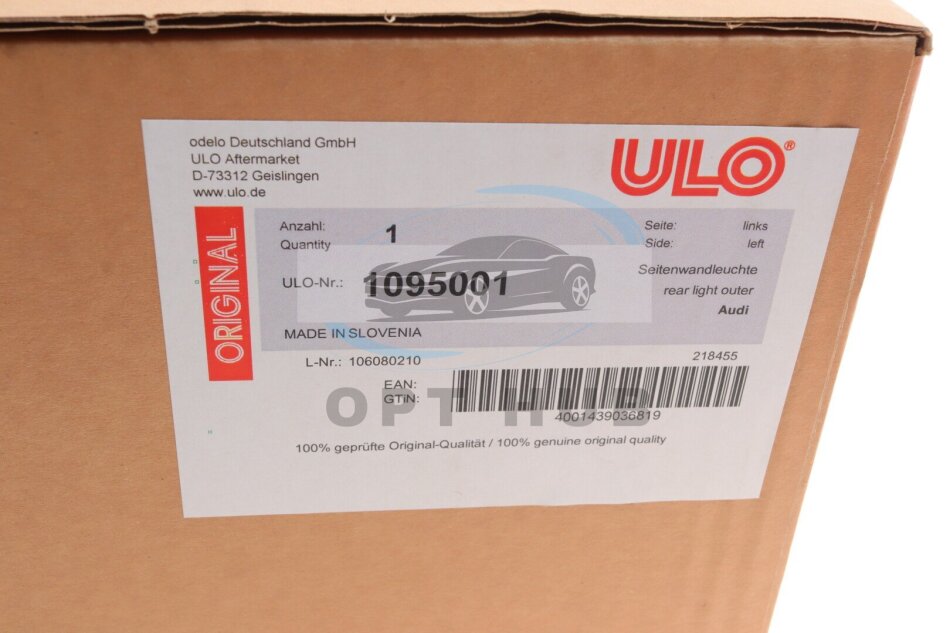 odelo Deutschland GmbH
ULO Aftermarket
D-73312 Geislingen
www.ulo.de
ULO®
ORIGINAL
Anzahl: 1
Quantity
Seite: links
Side: left
ULO-Nr.: 1095001
Seitenwandleuchte
rear light outer
Audi
MADE IN SLOVENIA
L-Nr.: 106080210
218455
EAN:
GTiN:
4001439036819
OPT HUB
100% geprüfte Original-Qualität / 100% genuine original quality